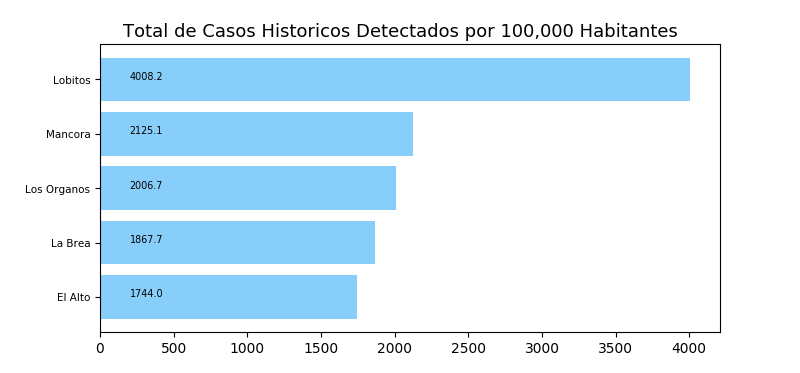 Total de Casos Historicos Detectados por 100,000 Habitantes
Lobitos 4008.2
Mancora 2125.1
Los Organos 2006.7
La Brea 1867.7
El Alto 1744.0
0 500 1000 1500 2000 2500 3000 3500 4000